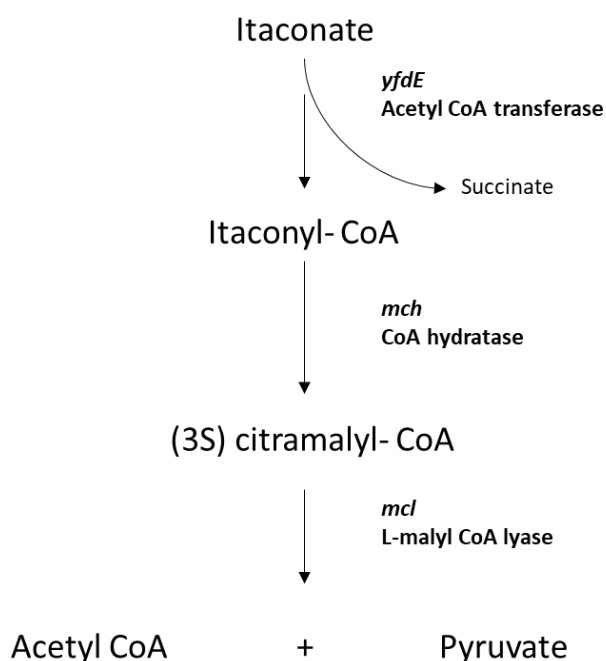 Itaconate
yfdE
Acetyl CoA transferase
Succinate
Itaconyl- CoA
mch
CoA hydratase
(3S) citramalyl- CoA
mcl
L-malyl CoA lyase
Acetyl CoA + Pyruvate